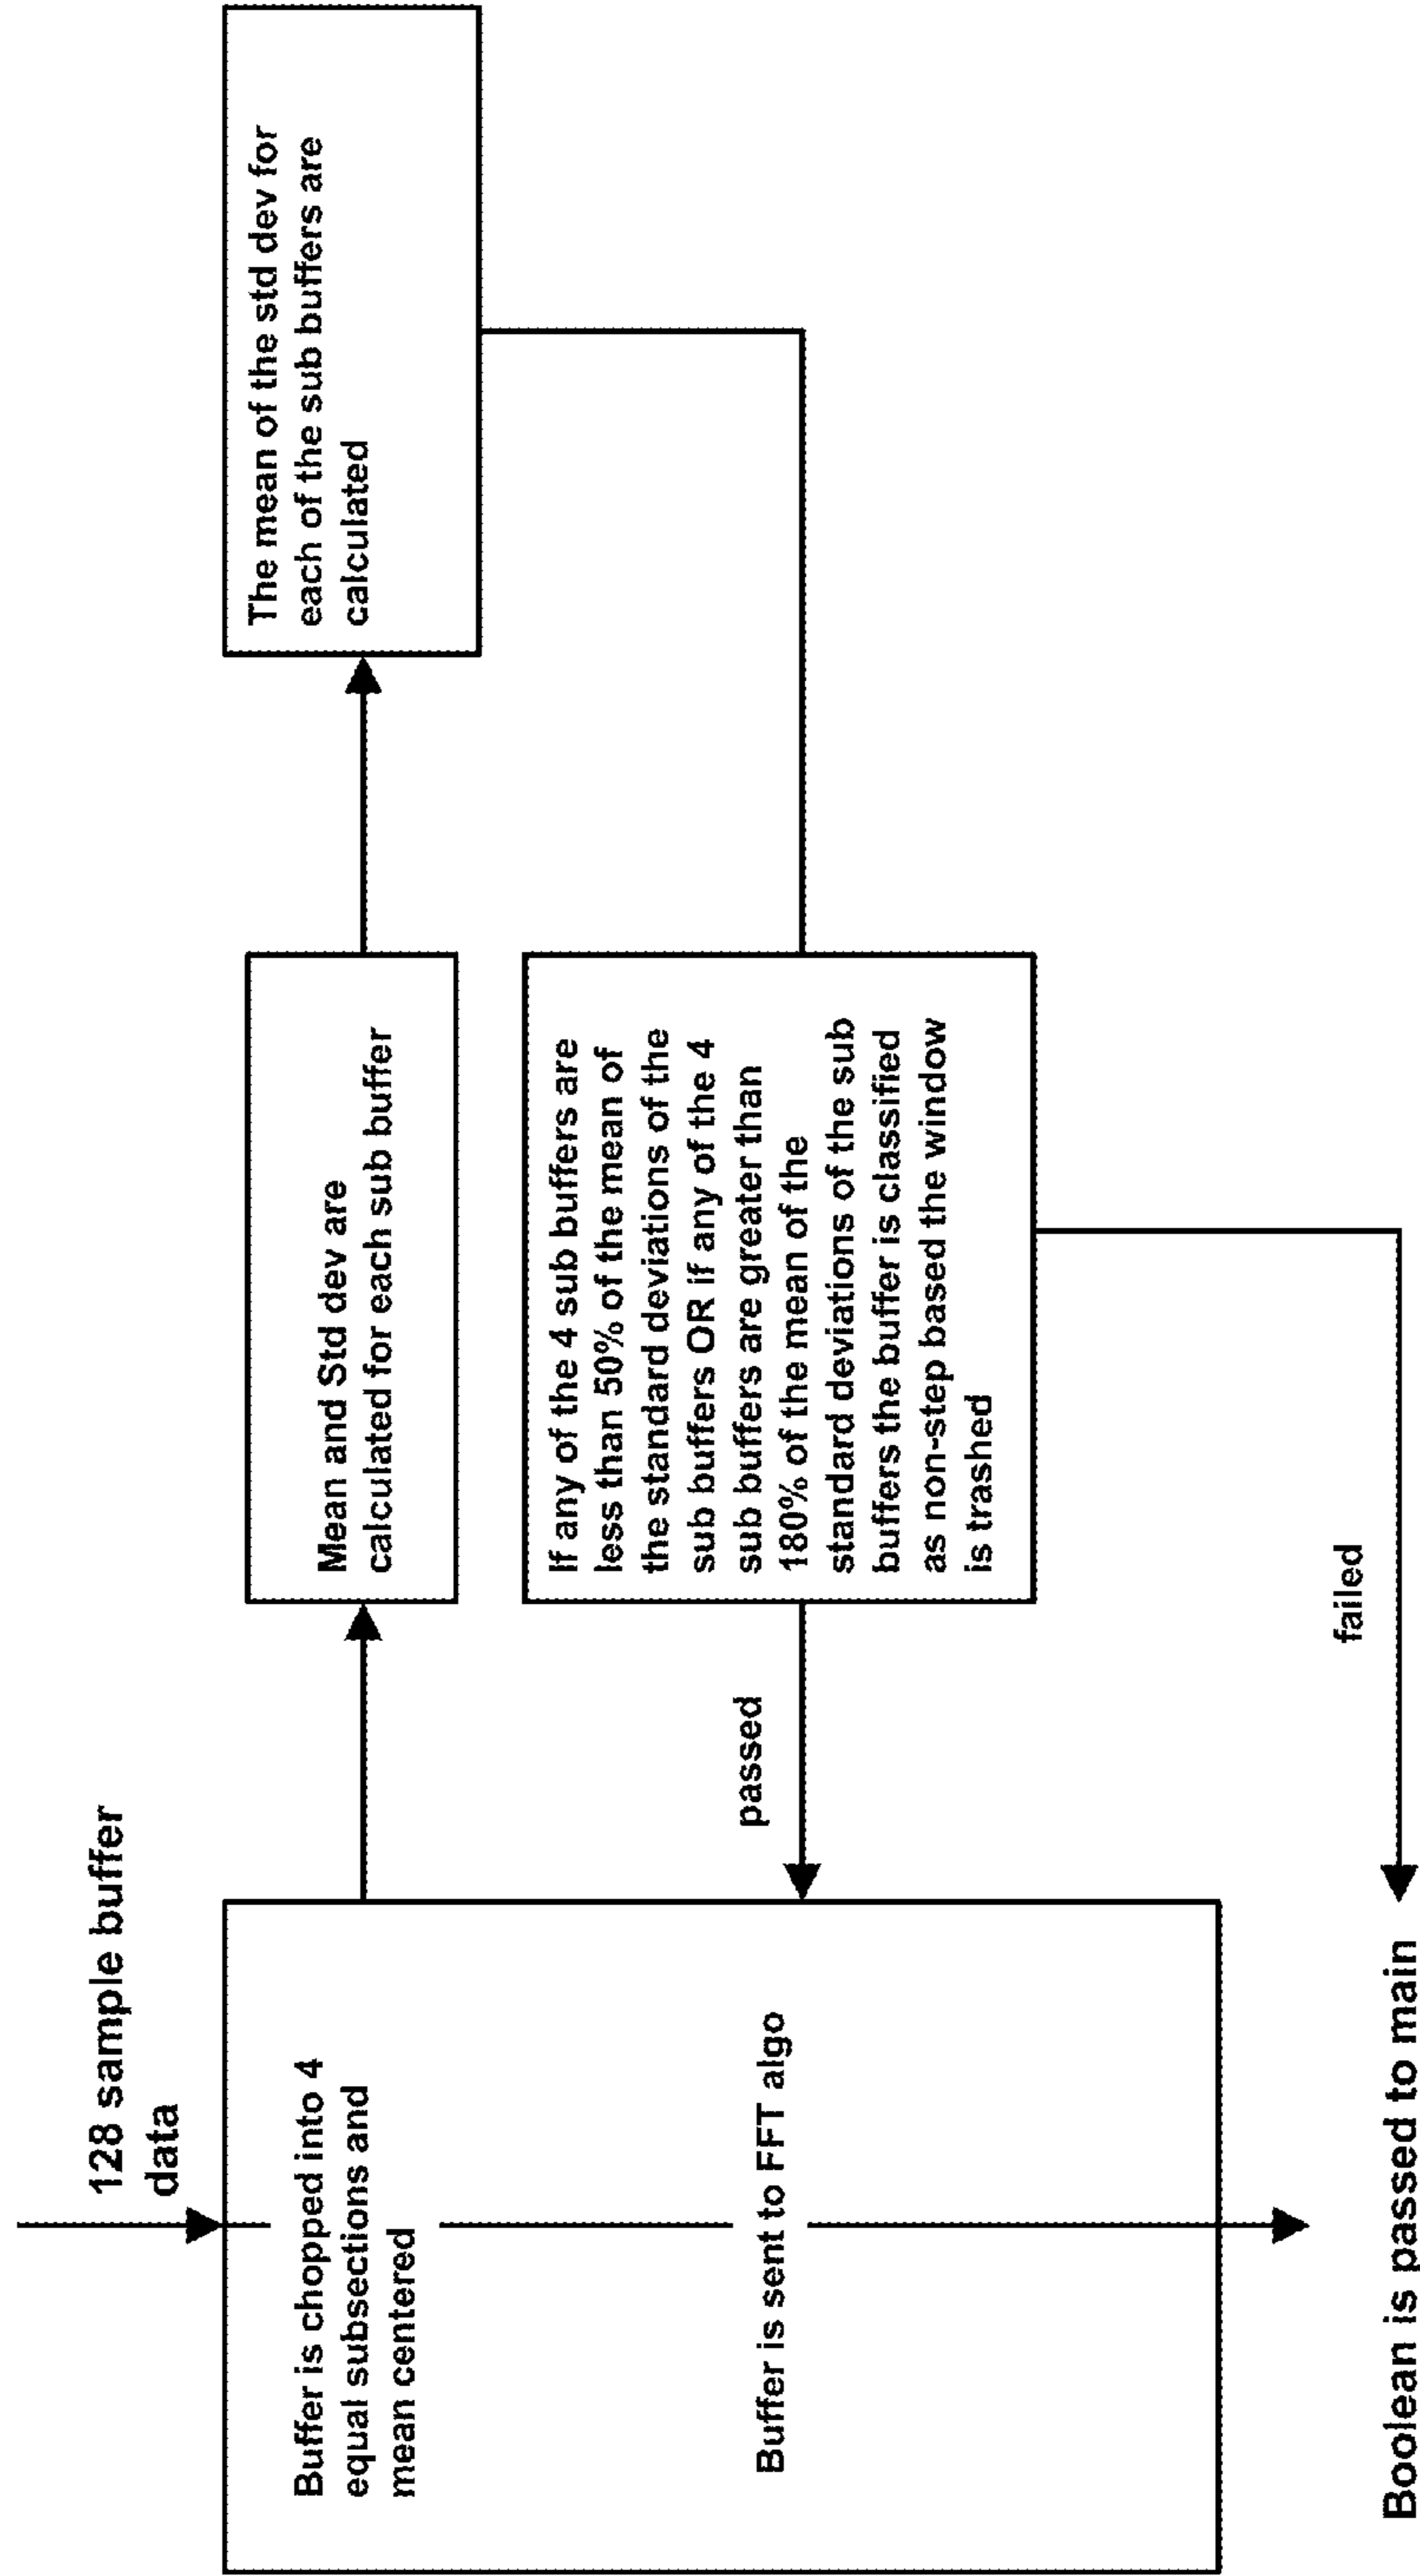 128 sample buffer
data
Buffer is chopped into 4
equal subsections and
mean centered
Mean and Std dev are
calculated for each sub buffer
The mean of the std dev for
each of the sub buffers are
calculated
If any of the 4 sub buffers are
less than 50% of the mean of
the standard deviations of the
sub buffers OR if any of the 4
sub buffers are greater than
180% of the mean of the
standard deviations of the sub
buffers the buffer is classified
as non-step based the window
is trashed
passed
Buffer is sent to FFT algo
failed
Boolean is passed to main